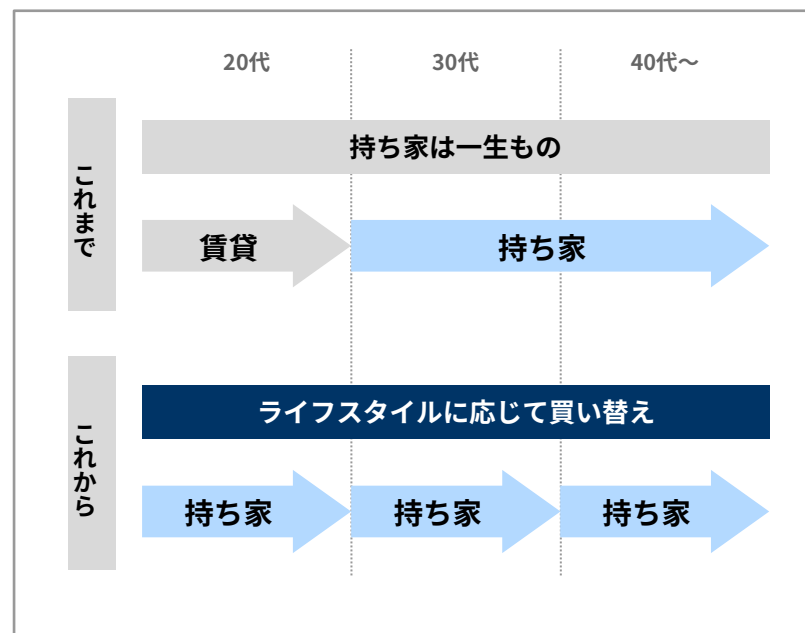 20代
30代
40代～
これまで
持ち家は一生もの
賃貸
持ち家
これから
ライフスタイルに応じて買い替え
持ち家
持ち家
持ち家